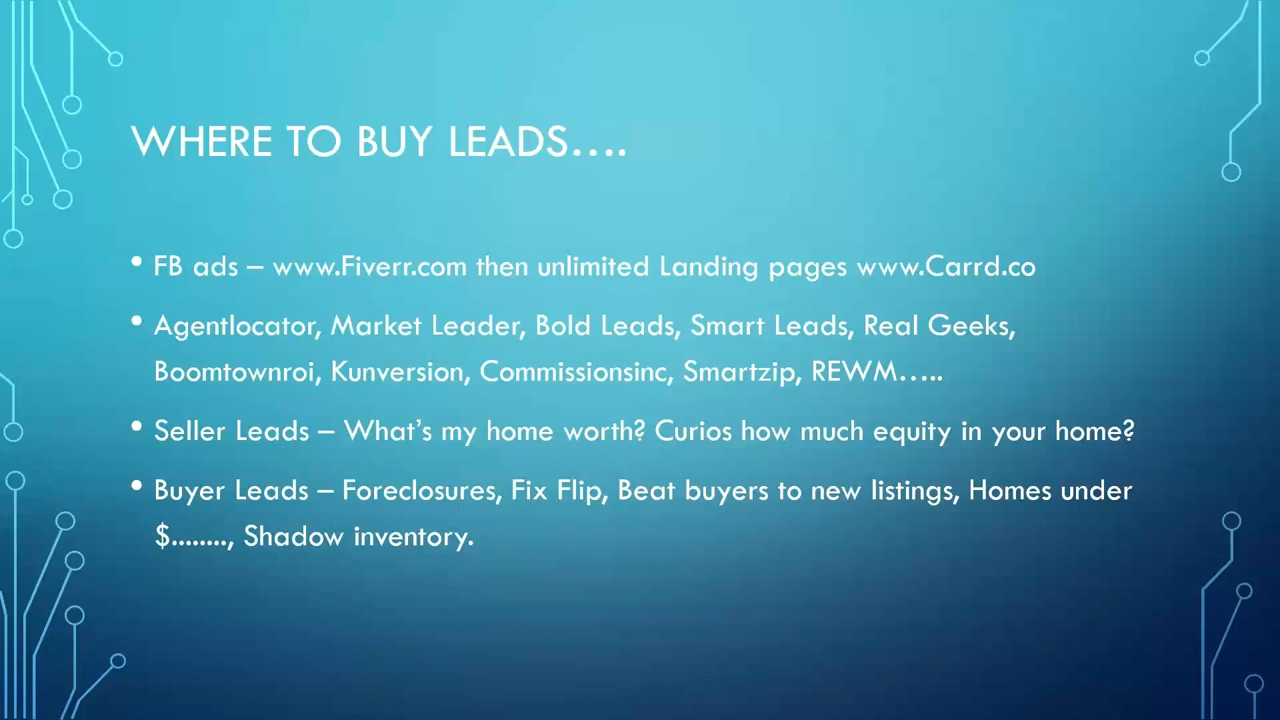 WHERE TO BUY LEADS….
• FB ads – www.Fiverr.com then unlimited Landing pages www.Carrd.co
• Agentlocator, Market Leader, Bold Leads, Smart Leads, Real Geeks,
Boomtownroi, Kunversion, Commissionsinc, Smartzip, REWM…..
• Seller Leads – What’s my home worth? Curios how much equity in your home?
• Buyer Leads – Foreclosures, Fix Flip, Beat buyers to new listings, Homes under
$........, Shadow inventory.